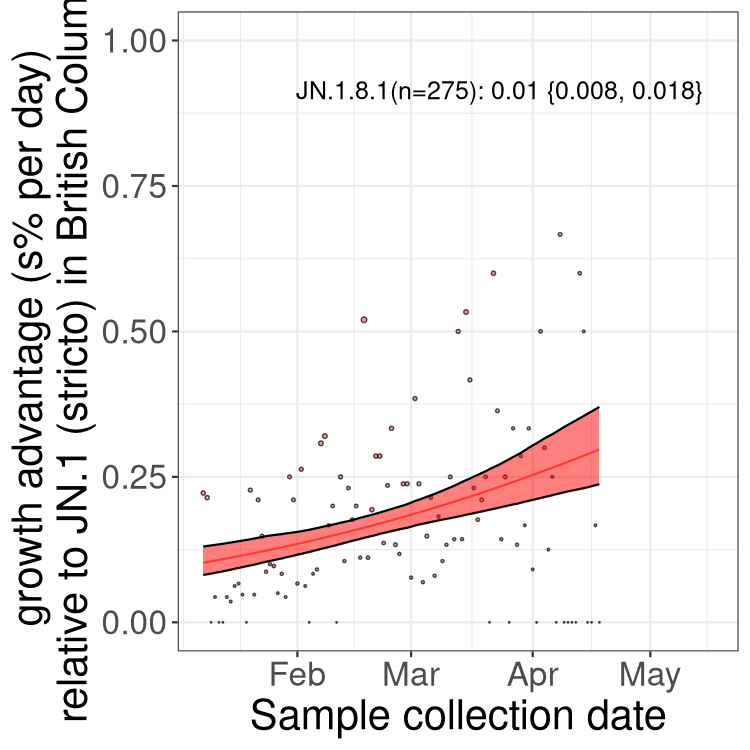 growth advantage (s% per day)
relative to JN.1 (stricto) in British Colum
1.00
0.75
0.50
0.25
0.00
JN.1.8.1(n=275): 0.01 {0.008, 0.018}
Feb
Mar
Apr
May
Sample collection date